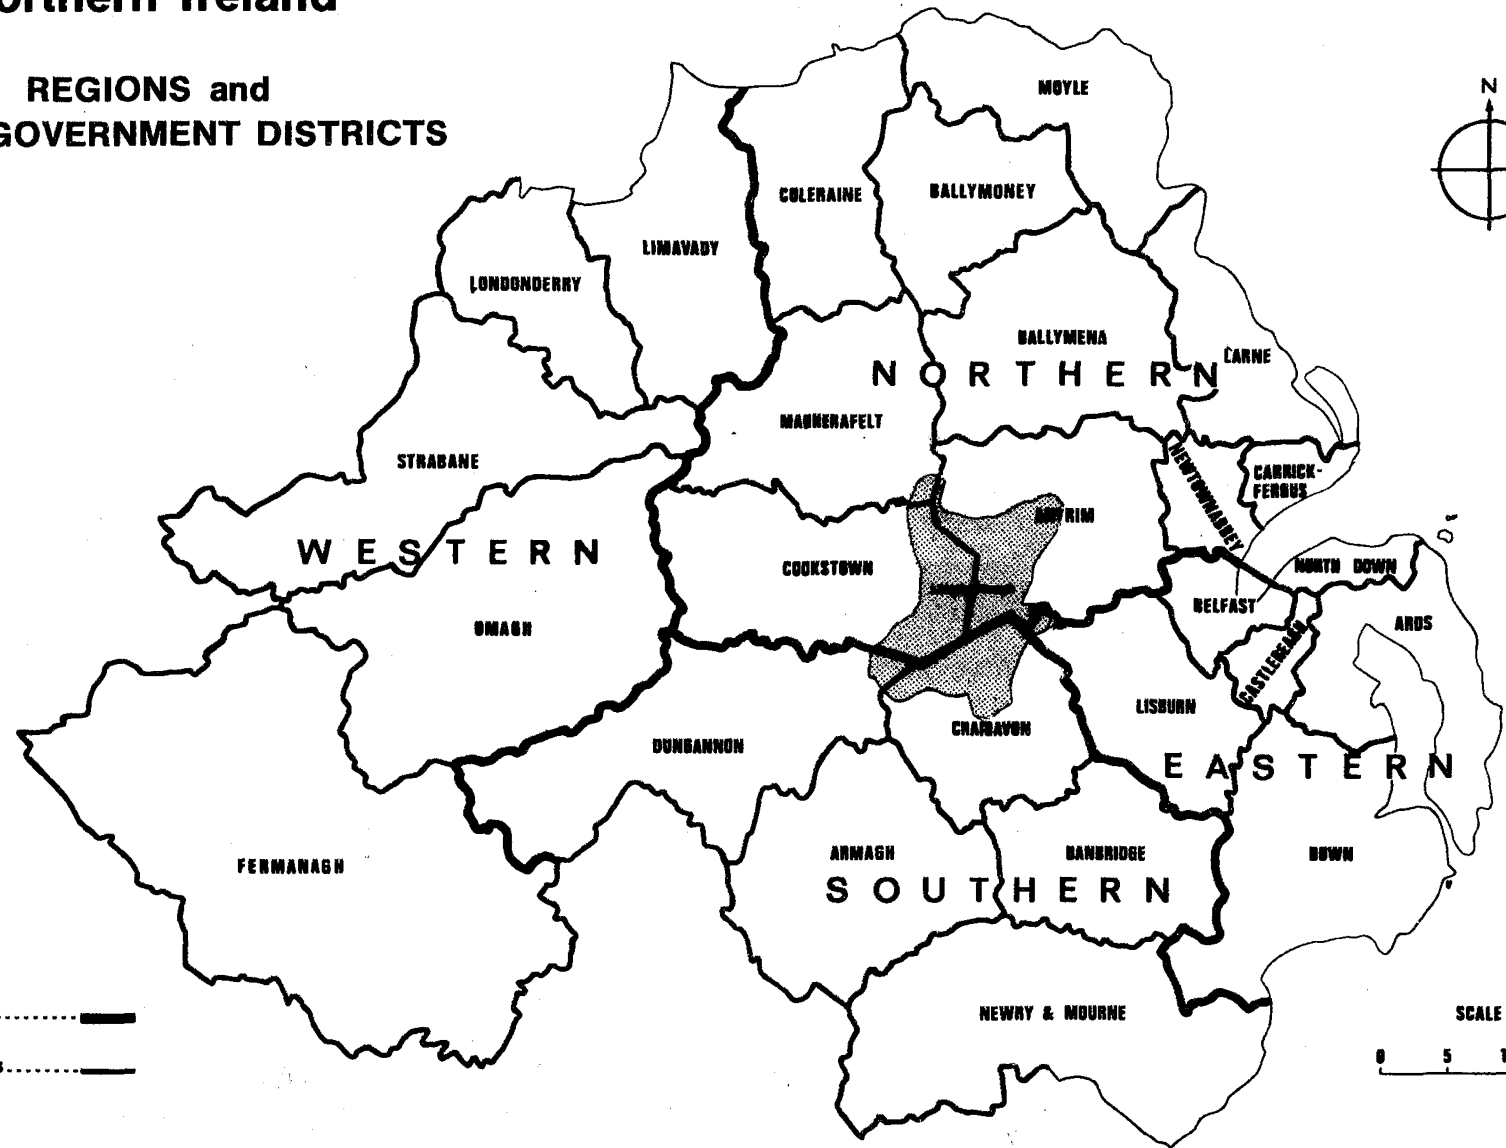 orthern Ireland
REGIONS and
GOVERNMENT DISTRICTS
N
MOYLE
COLERAINE
BALLYMONEY
LIMAVADY
LONDONDERRY
BALLYMENA
LARNE
NORTHERN
MAGHERAFELT
STRABANE
CARRICK-
FERGUS
NEWTOWNABBEY
ANTRIM
WESTERN
COOKSTOWN
NORTH DOWN
BELFAST
OMAGH
ARDS
CASTLEREAGH
LISBURN
CRAIGAVON
DUNGANNON
EASTERN
ARMAGH
BANBRIDGE
DOWN
FERMANAGH
SOUTHERN
NEWRY & MOURNE
SCALE
0 5 1